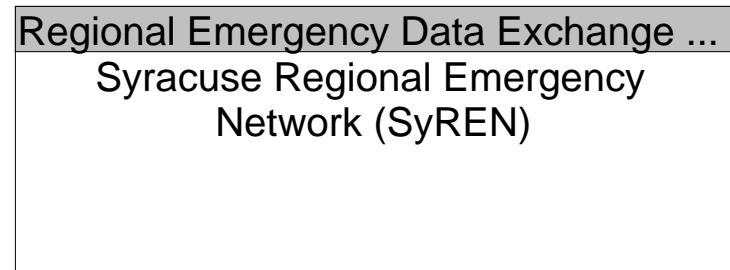 Regional Emergency Data Exchange ...
Syracuse Regional Emergency
Network (SyREN)